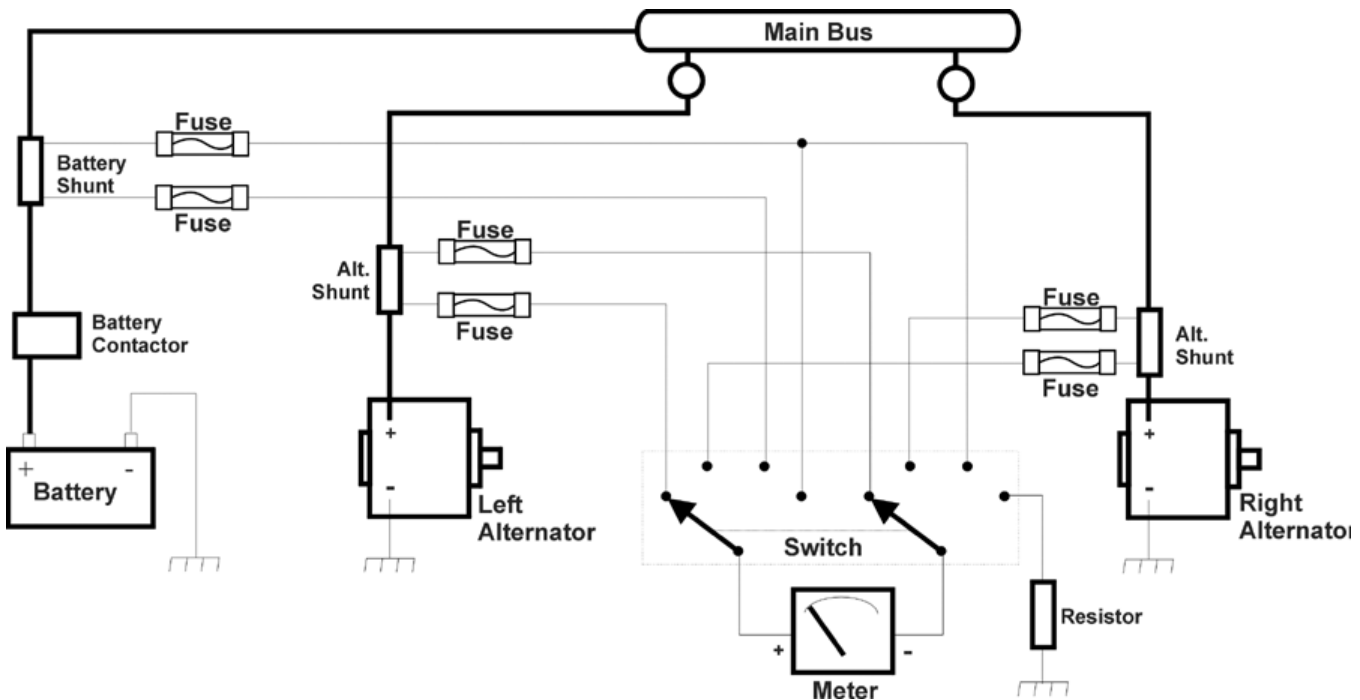 Main Bus
Fuse
Battery
Shunt
Fuse
Fuse
Alt.
Shunt
Fuse
Fuse
Alt.
Shunt
Fuse
Battery
Contactor
+
-
Battery
+
-
Left
Alternator
+
-
Right
Alternator
Switch
+
-
Meter
Resistor